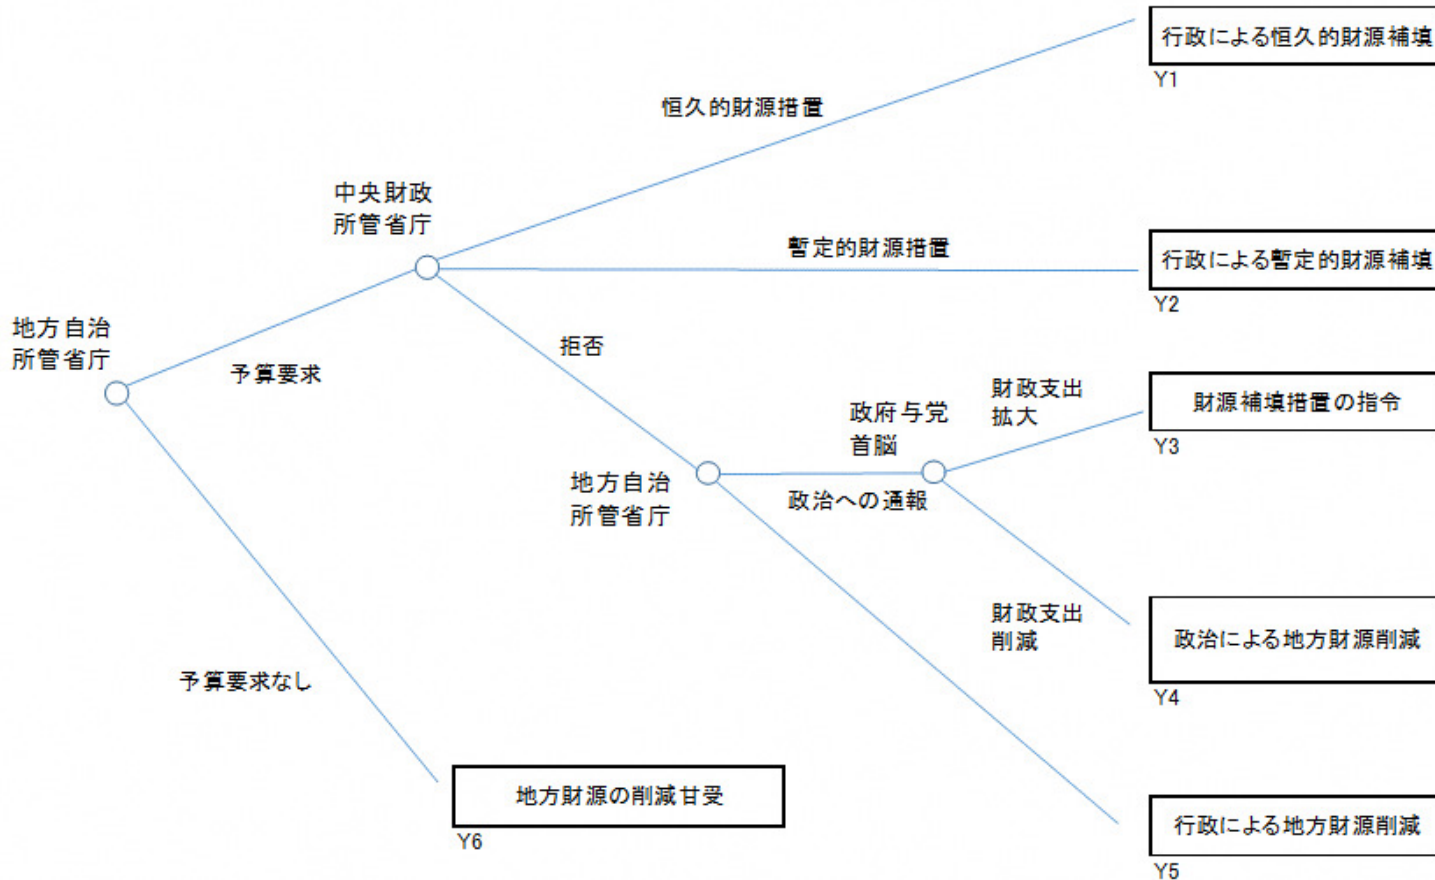 行政による恒久的財源補填
Y1
恒久的財源措置
中央財政
所管省庁
暫定的財源措置
行政による暫定的財源補填
Y2
地方自治
所管省庁
予算要求
拒否
財政支出
拡大
政府与党
首脳
財源補填措置の指令
Y3
地方自治
所管省庁
政治への通報
財政支出
削減
政治による地方財源削減
Y4
予算要求なし
地方財源の削減甘受
Y6
行政による地方財源削減
Y5